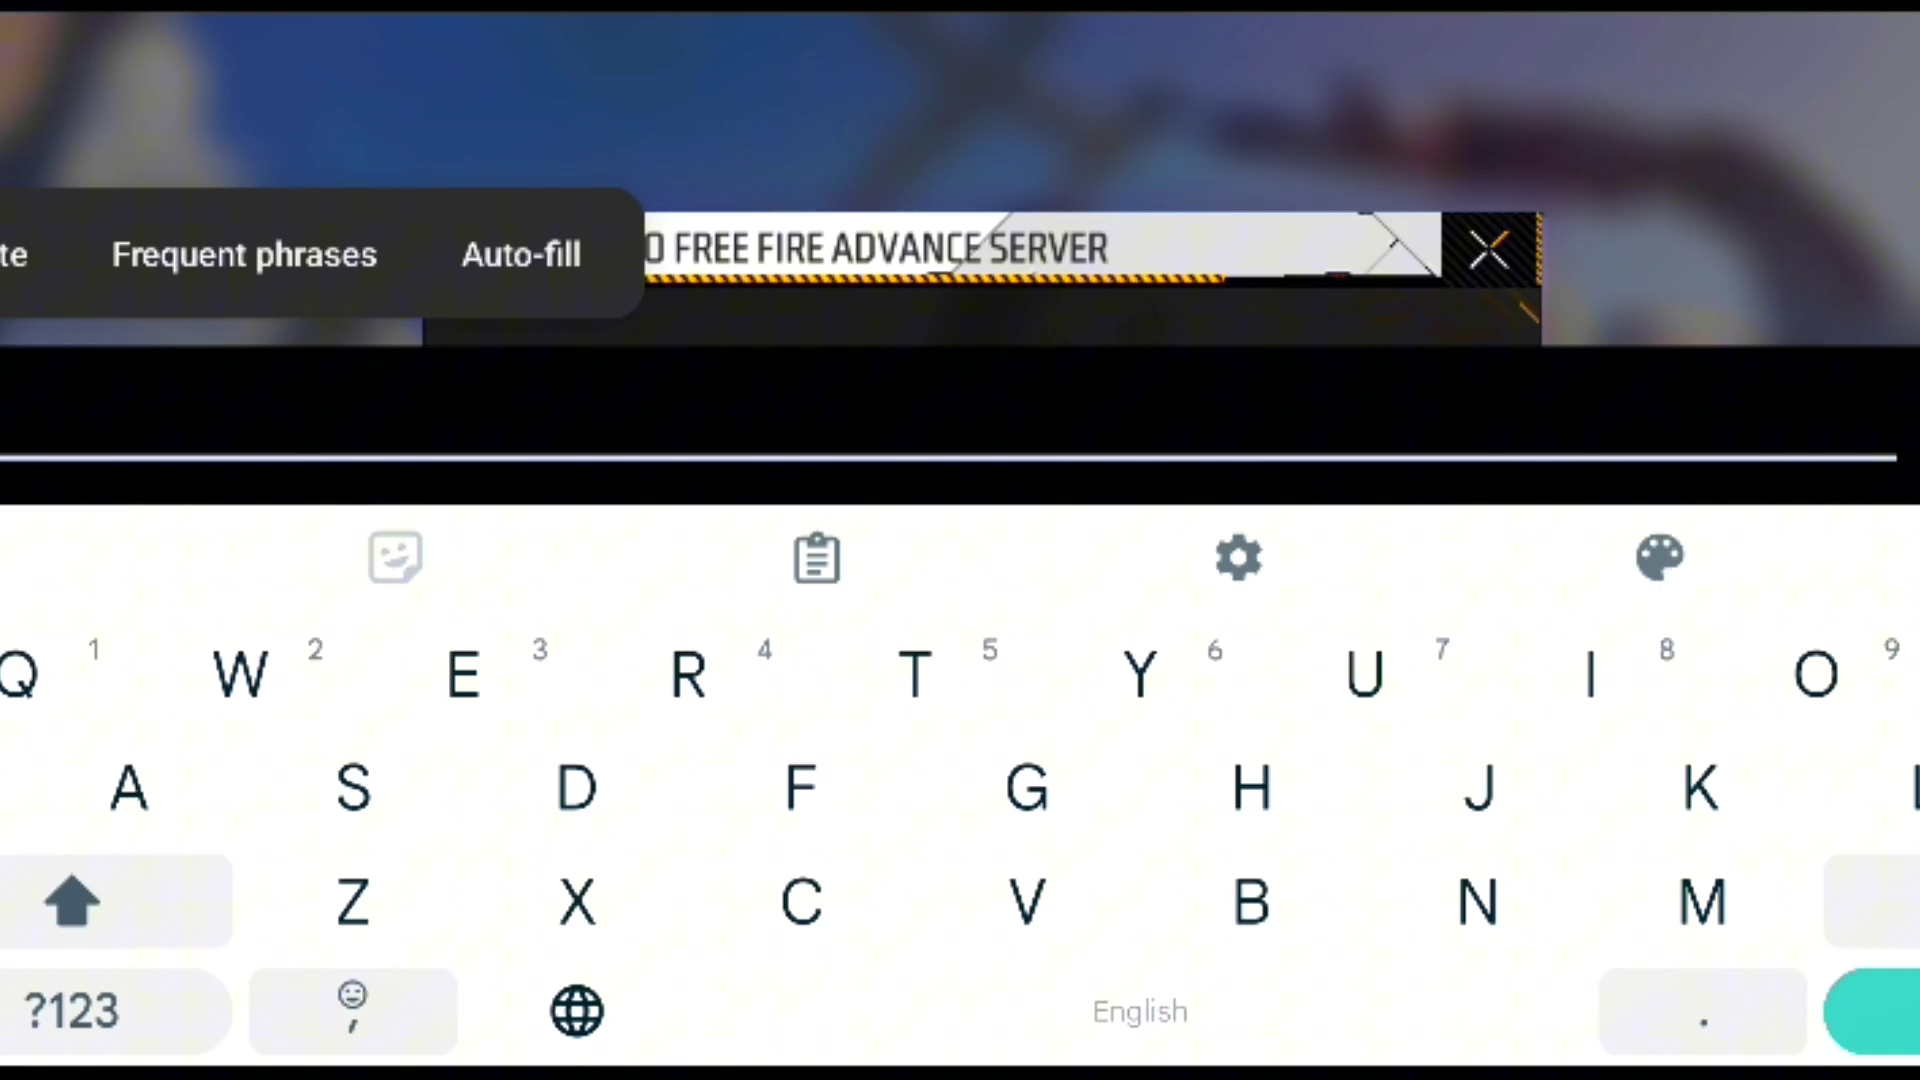 te Frequent phrases Auto-fill
O FREE FIRE ADVANCE SERVER
Q 1 W 2 E 3 R 4 T 5 Y 6 U 7 I 8 O 9
A S D F G H J K
Z X C V B N M
?123 , English .